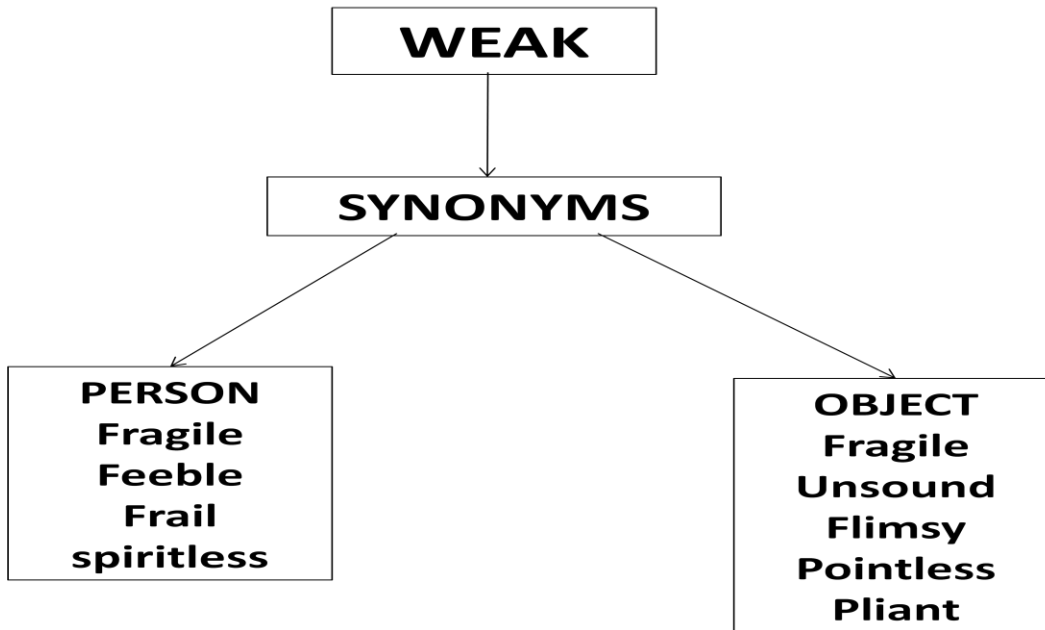 WEAK
SYNONYMS
PERSON
Fragile
Feeble
Frail
spiritless
OBJECT
Fragile
Unsound
Flimsy
Pointless
Pliant